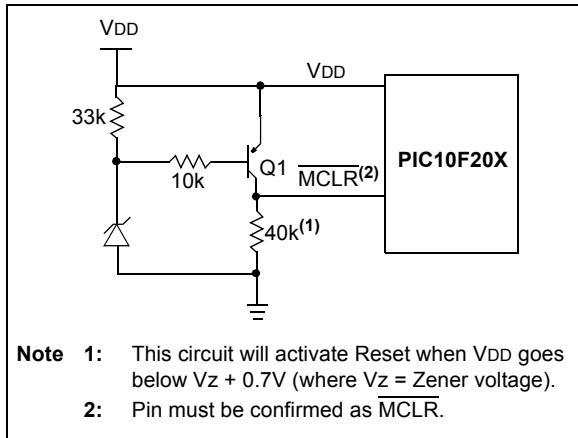 VDD
VDD
33k
10k
Q1
MCLR(2)
PIC10F20X
40k(1)
Note 1: This circuit will activate Reset when VDD goes
below Vz + 0.7V (where Vz = Zener voltage).
2: Pin must be confirmed as MCLR.